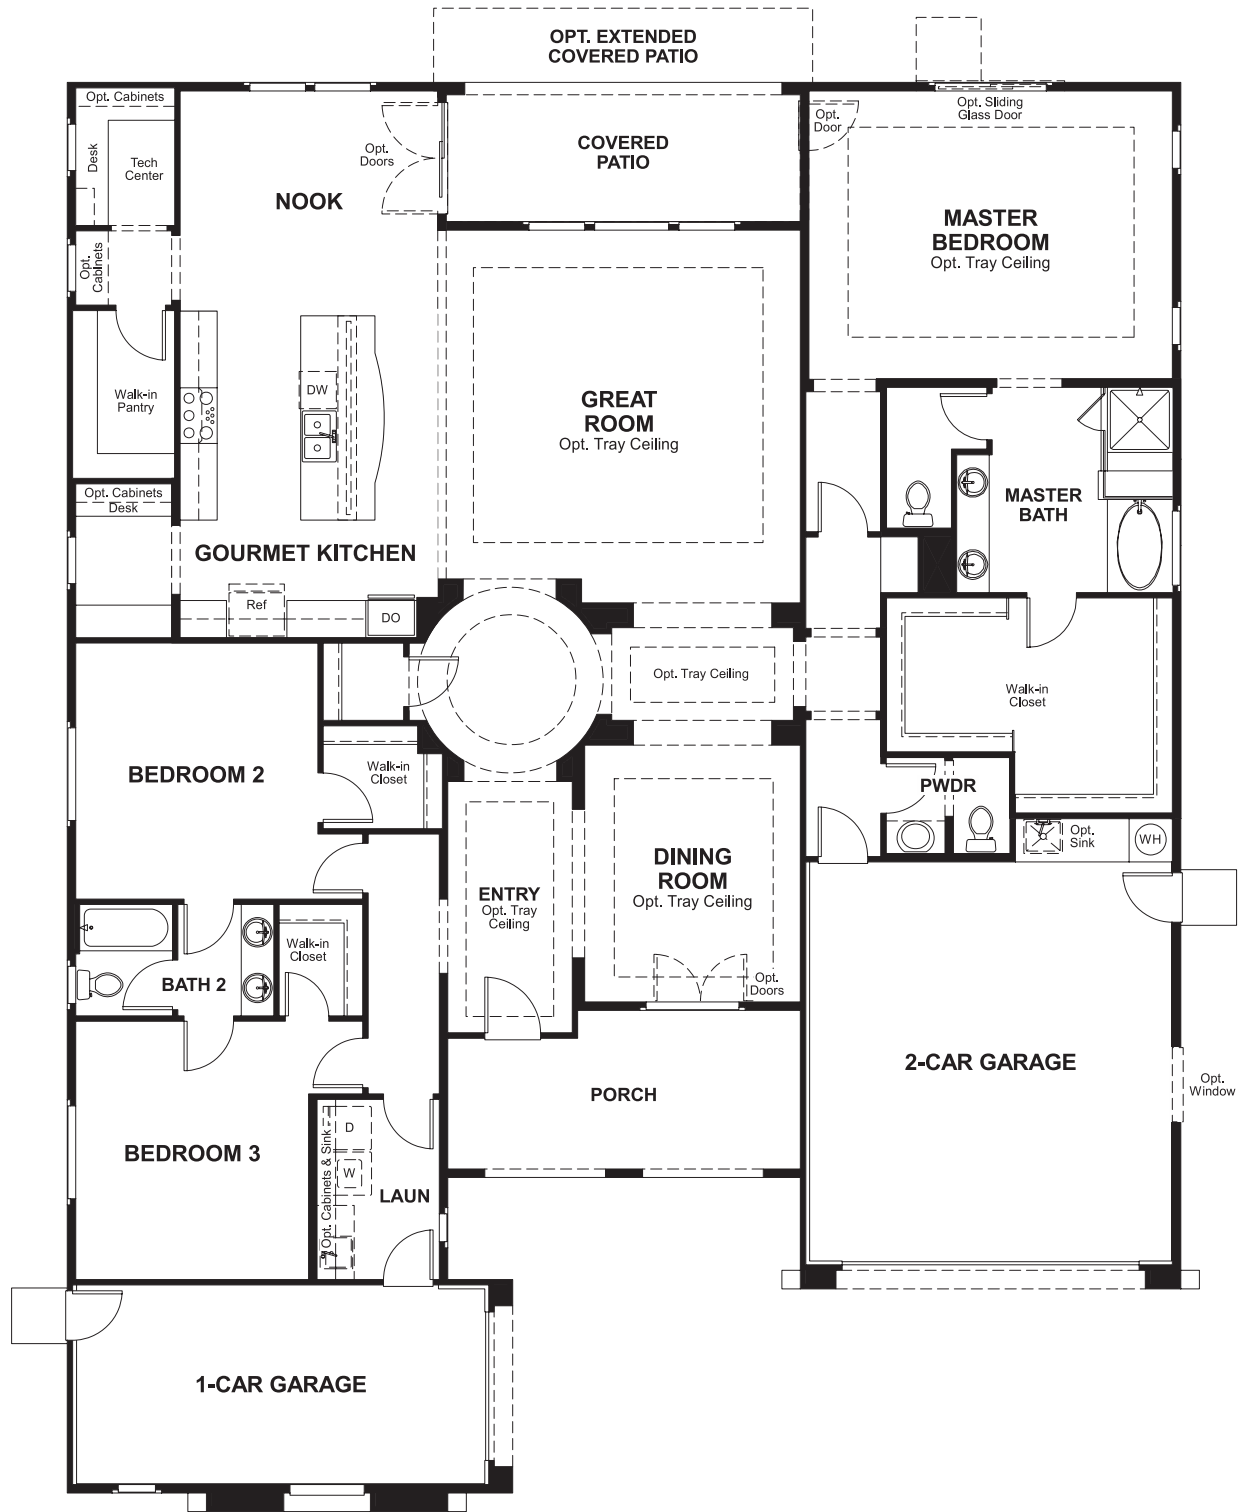 OPT. EXTENDED
COVERED PATIO
Opt. Cabinets
Desk
Tech
Center
Opt.
Cabinets
Opt.
Doors
NOOK
COVERED
PATIO
Opt.
Door
Opt. Sliding
Glass Door
MASTER
BEDROOM
Opt. Tray Ceiling
Walk-in
Pantry
DW
GREAT
ROOM
Opt. Tray Ceiling
Opt. Cabinets
Desk
MASTER
BATH
GOURMET KITCHEN
Ref
DO
Opt. Tray Ceiling
Walk-in
Closet
BEDROOM 2
Walk-in
Closet
PWDR
Opt.
Sink
WH
DINING
ROOM
Opt. Tray Ceiling
ENTRY
Opt. Tray
Ceiling
Walk-in
Closet
BATH 2
Opt.
Doors
2-CAR GARAGE
Opt.
Window
PORCH
BEDROOM 3
D
W
Opt. Cabinets & Sink
LAUN
1-CAR GARAGE